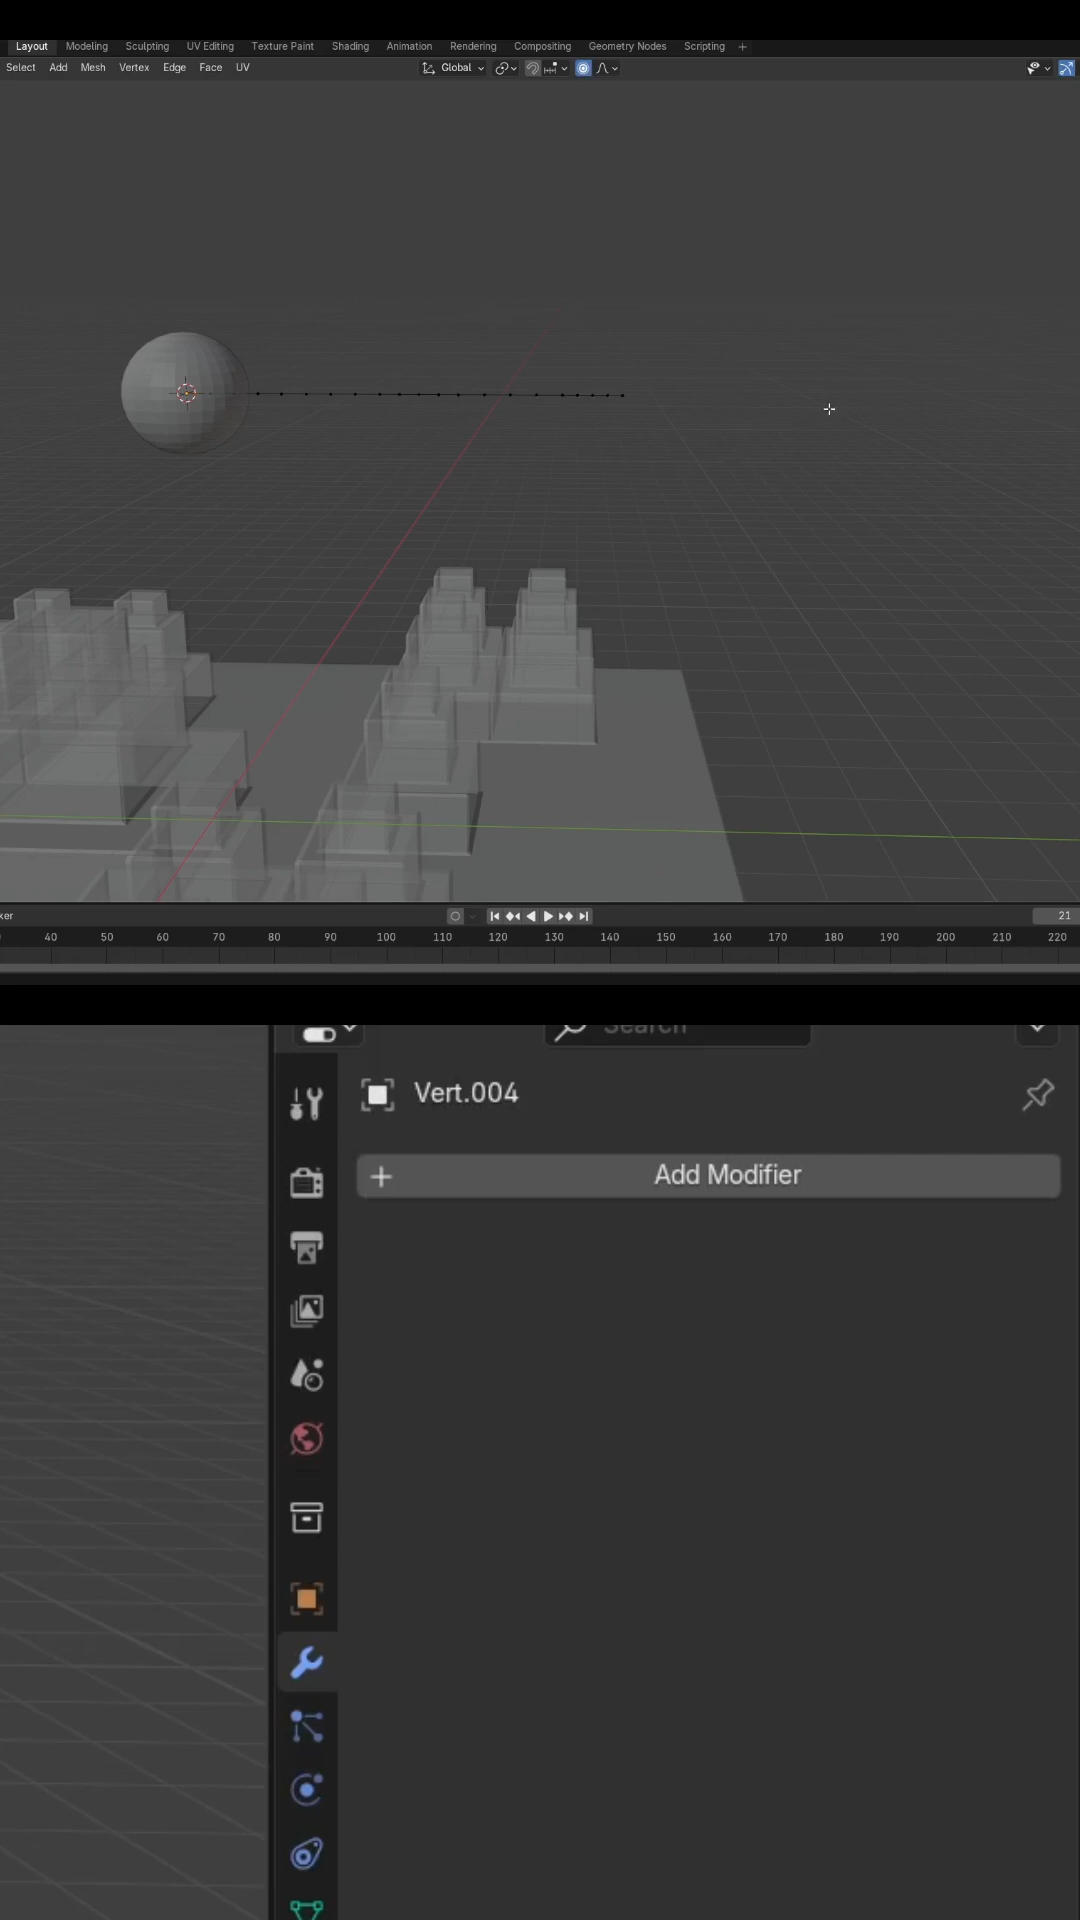 Layout Modeling Sculpting UV Editing Texture Paint Shading Animation Rendering Compositing Geometry Nodes Scripting +
Select Add Mesh Vertex Edge Face UV Global
ker 21
40 50 60 70 80 90 100 110 120 130 140 150 160 170 180 190 200 210 220
Search
Vert.004
+ Add Modifier